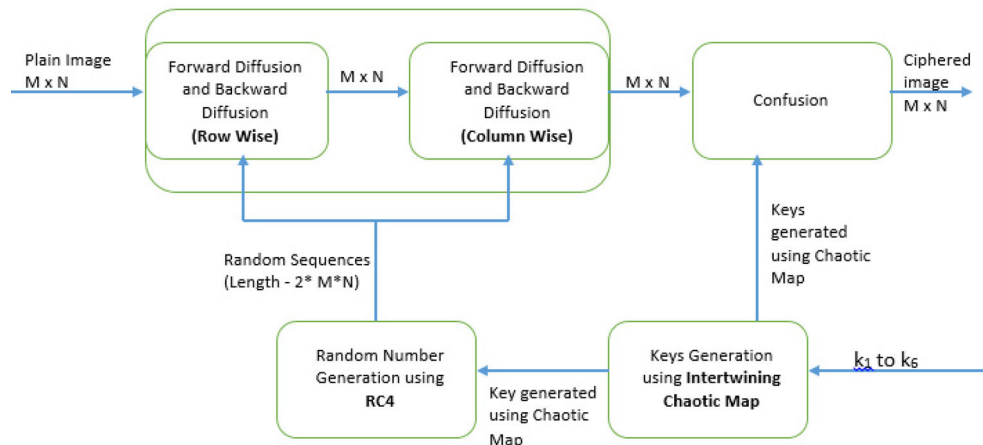 Plain Image
M x N
Forward Diffusion
and Backward
Diffusion
(Row Wise)
M x N
Forward Diffusion
and Backward
Diffusion
(Column Wise)
M x N
Confusion
Ciphered
image
M x N
Random Sequences
(Length - 2* M*N)
Keys
generated
using Chaotic
Map
Random Number
Generation using
RC4
Key generated
using Chaotic
Map
Keys Generation
using Intertwining
Chaotic Map
k₁ to k₆